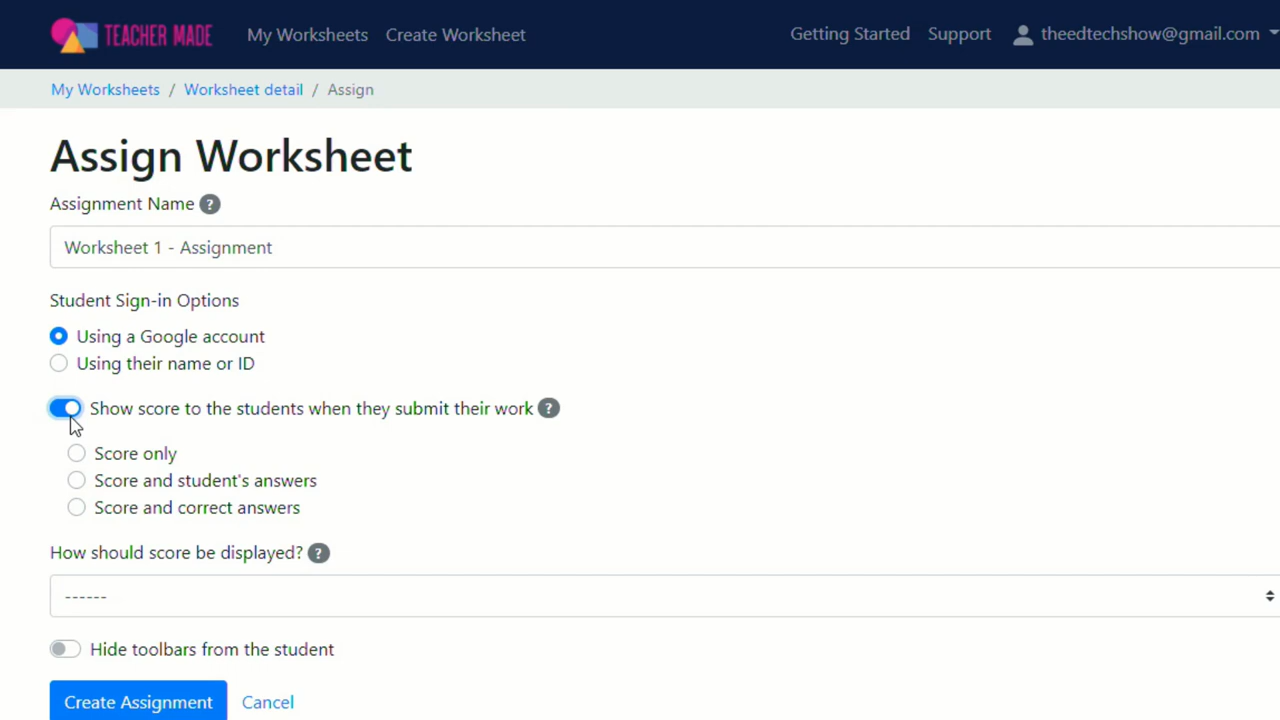 TEACHER MADE My Worksheets Create Worksheet Getting Started Support theedtechshow@gmail.com
My Worksheets / Worksheet detail / Assign
Assign Worksheet
Assignment Name ?
Worksheet 1 - Assignment
Student Sign-in Options
Using a Google account
Using their name or ID
Show score to the students when they submit their work ?
Score only
Score and student's answers
Score and correct answers
How should score be displayed? ?
------
Hide toolbars from the student
Create Assignment Cancel